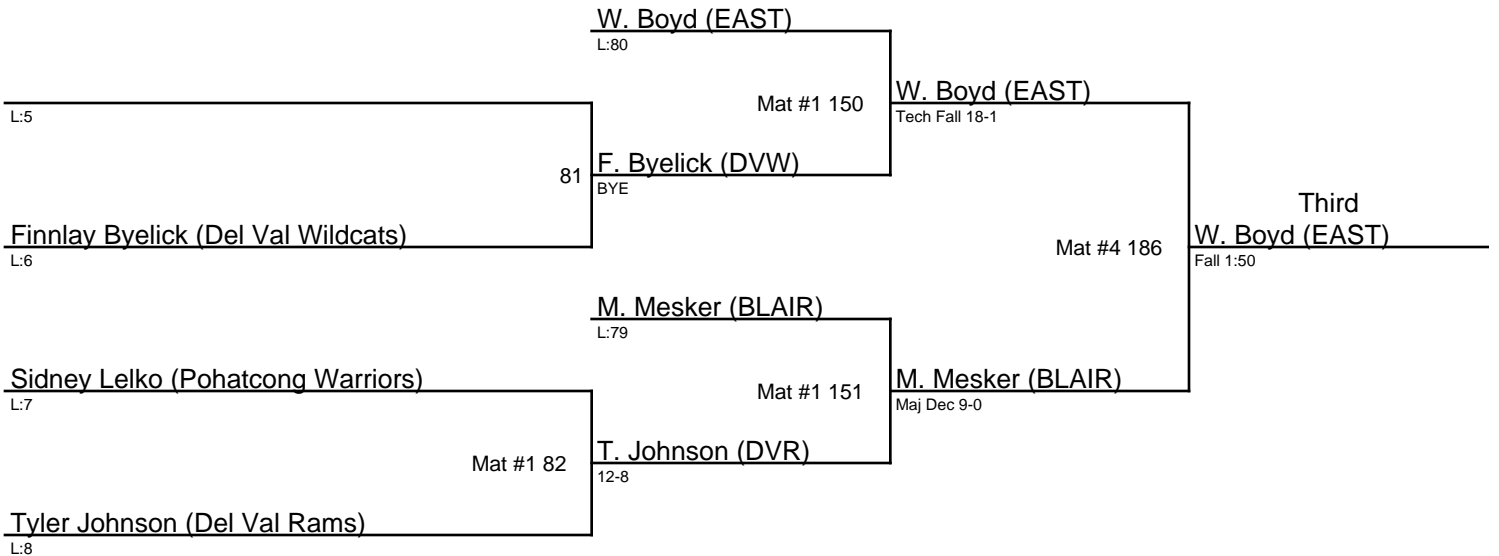 W. Boyd (EAST)
L:80
Mat #1 150
W. Boyd (EAST)
Tech Fall 18-1
L:5
81
F. Byelick (DVW)
BYE
Third
Finnlay Byelick (Del Val Wildcats)
L:6
Mat #4 186
W. Boyd (EAST)
Fall 1:50
M. Mesker (BLAIR)
L:79
Sidney Lelko (Pohatcong Warriors)
L:7
Mat #1 151
M. Mesker (BLAIR)
Maj Dec 9-0
Mat #1 82
T. Johnson (DVR)
12-8
Tyler Johnson (Del Val Rams)
L:8